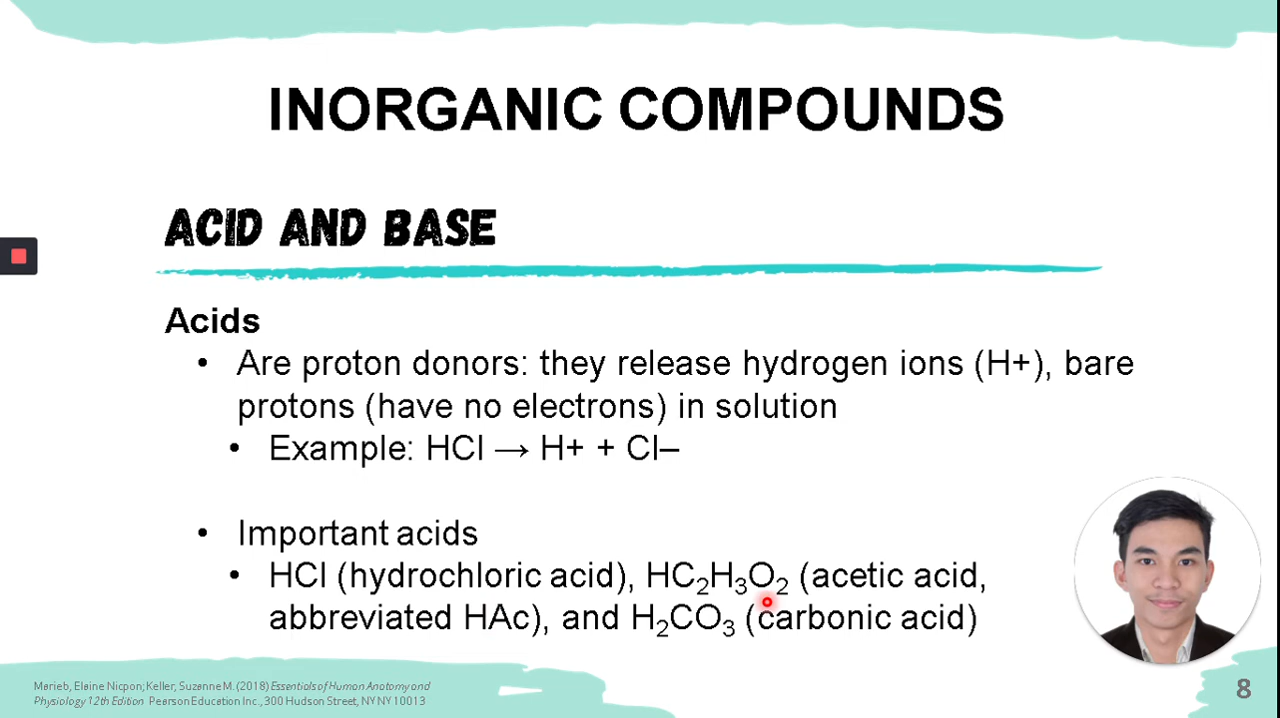 INORGANIC COMPOUNDS
ACID AND BASE
Acids
• Are proton donors: they release hydrogen ions (H+), bare
protons (have no electrons) in solution
• Example: HCl → H+ + Cl–
• Important acids
• HCl (hydrochloric acid), HC₂H₃O₂ (acetic acid,
abbreviated HAc), and H₂CO₃ (carbonic acid)
Marieb, Elaine Nicpon; Keller, Suzanne M. (2018) Essentials of Human Anatomy and
Physiology 12th Edition Pearson Education Inc., 300 Hudson Street, NY NY 10013
8